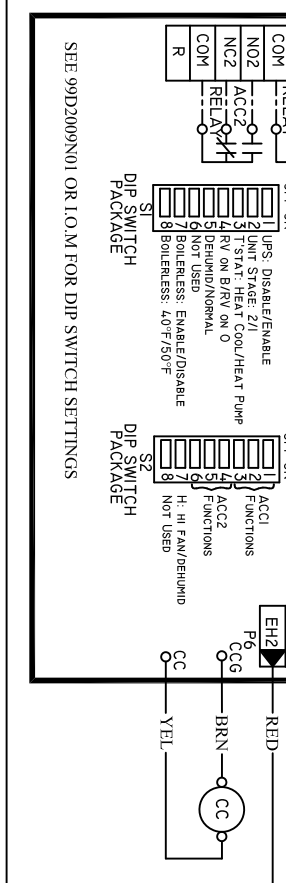 COM
NO2
NC2
COM
R
ACC2
RELAY
OFF ON
S1
DIP SWITCH
PACKAGE
1 UPS: DISABLE/ENABLE
2 UNIT STAGE: 2/1
3 T'STAT: HEAT COOL/HEAT PUMP
4 RV ON B/RV ON O
5 DEHUMID/NORMAL
6 NOT USED
7 BOILERLESS: ENABLE/DISABLE
8 BOILERLESS: 40°F/50°F
S2
DIP SWITCH
PACKAGE
1
2
3
4
5
6
7 H: HI FAN/DEHUMID
8 NOT USED
ACC1
FUNCTIONS
ACC2
FUNCTIONS
EH2
P6
CCG
CC
RED
BRN
YEL
CC
SEE 99D2009N01 OR I.O.M FOR DIP SWITCH SETTINGS